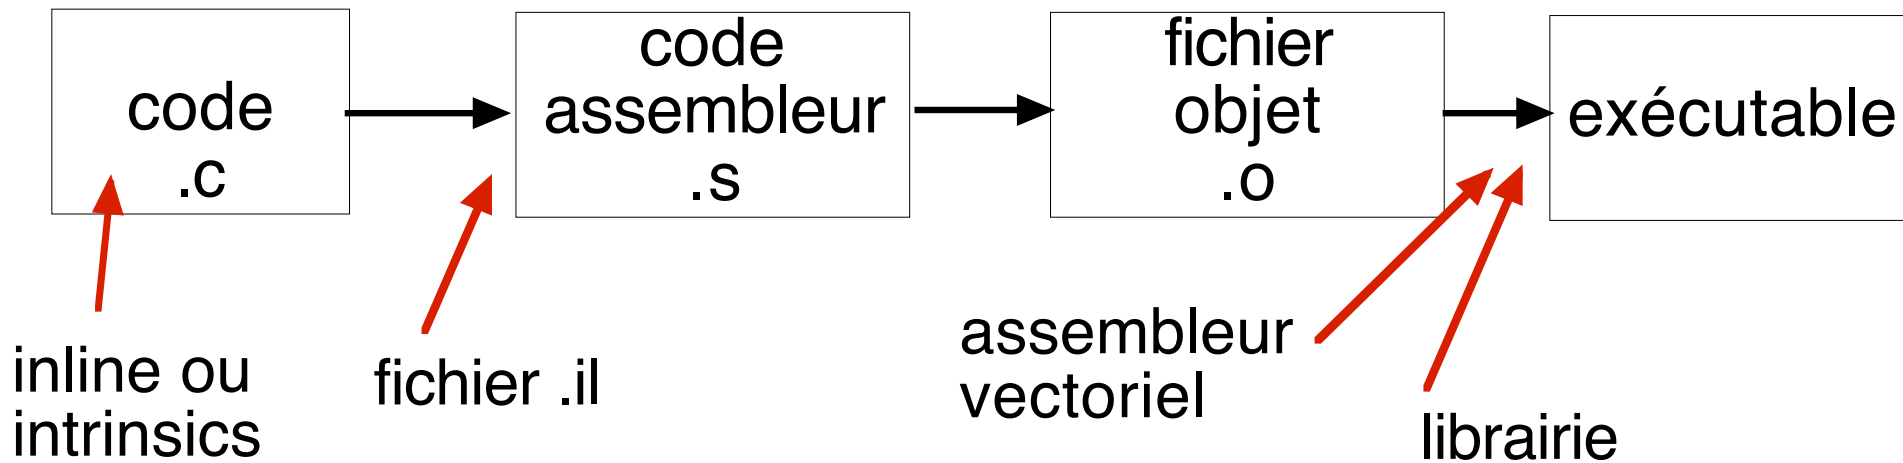 code
.c
code
assembleur
.s
fichier
objet
.o
exécutable
inline ou
intrinsics
fichier .il
assembleur
vectoriel
librairie